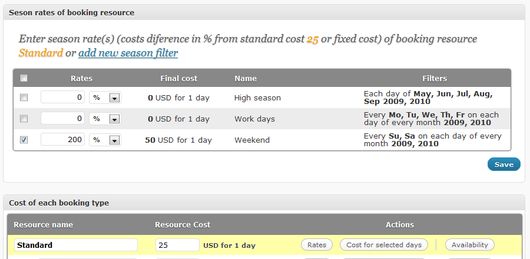 Seson rates of booking resource
Enter season rate(s) (costs diference in % from standard cost 25 or fixed cost) of booking resource
Standard or add new season filter
Rates Final cost Name Filters
0 % 0 USD for 1 day High season Each day of May, Jun, Jul, Aug,
Sep 2009, 2010
0 % 0 USD for 1 day Work days Every Mo, Tu, We, Th, Fr on each
day of every month 2009, 2010
200 % 50 USD for 1 day Weekend Every Su, Sa on each day of every
month 2009, 2010
Save
Cost of each booking type
Resource name Resource Cost Actions
Standard 25 USD for 1 day Rates Cost for selected days Availability